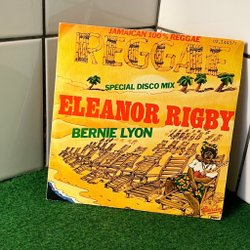 JAMAICAN 100% REGGAE
REGGAE
SPECIAL DISCO MIX
ELEANOR RIGBY
BERNIE LYON